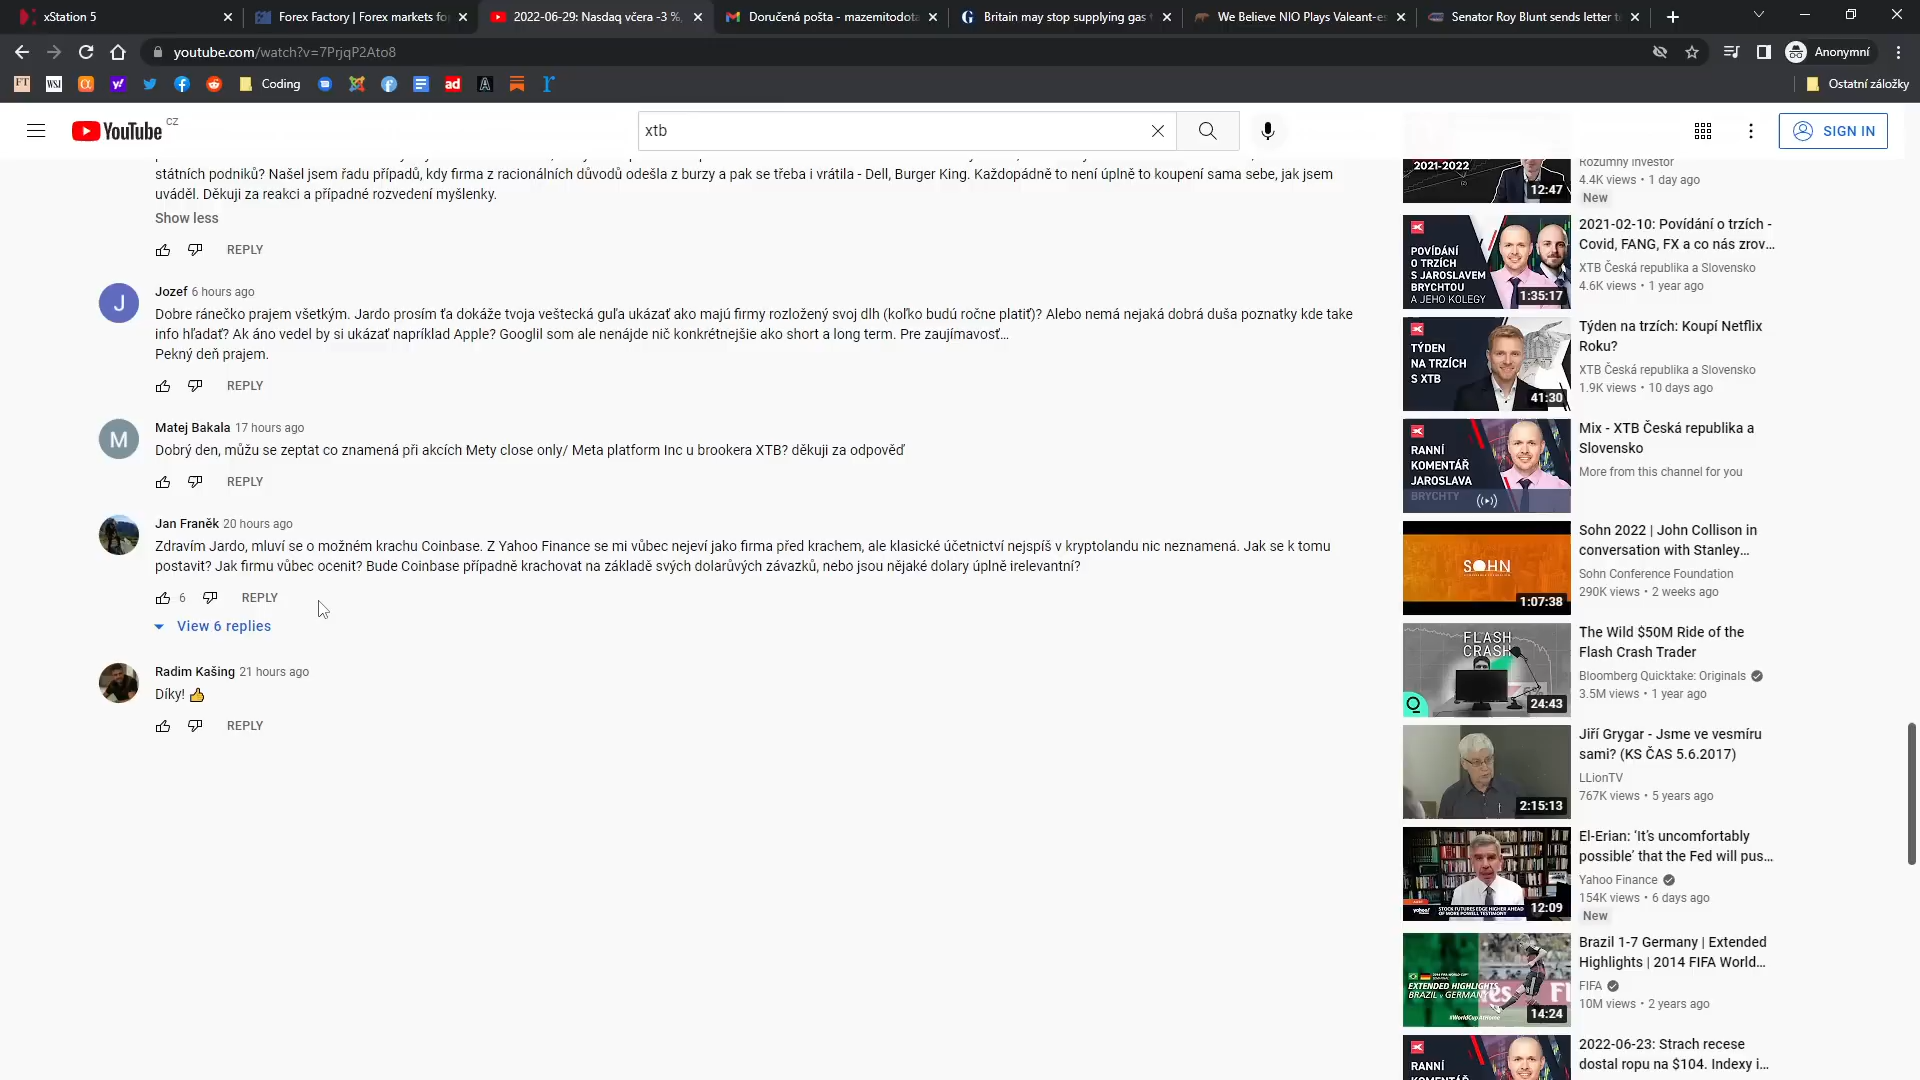 xStation 5
Forex Factory | Forex markets fo
2022-06-29: Nasdaq včera -3 %,
Doručená pošta - mazemitodota
Britain may stop supplying gas t
We Believe NIO Plays Valeant-es
Senator Roy Blunt sends letter t
youtube.com/watch?v=7PrjqP2Ato8
Anonymní
FT
WSJ
Coding
ad
Ostatní záložky
YouTube CZ
xtb
SIGN IN
státních podniků? Našel jsem řadu případů, kdy firma z racionálních důvodů odešla z burzy a pak se třeba i vrátila - Dell, Burger King. Každopádně to není úplně to koupení sama sebe, jak jsem
uváděl. Děkuji za reakci a případné rozvedení myšlenky.
Show less
REPLY
J
Jozef 6 hours ago
Dobre ránečko prajem všetkým. Jardo prosím ťa dokáže tvoja veštecká guľa ukázať ako majú firmy rozložený svoj dlh (koľko budú ročne platiť)? Alebo nemá nejaká dobrá duša poznatky kde take
info hľadať? Ak áno vedel by si ukázať napríklad Apple? Googlil som ale nenájde nič konkrétnejšie ako short a long term. Pre zaujímavosť...
Pekný deň prajem.
REPLY
M
Matej Bakala 17 hours ago
Dobrý den, můžu se zeptat co znamená při akcích Mety close only/ Meta platform Inc u brookera XTB? děkuji za odpověď
REPLY
Jan Franěk 20 hours ago
Zdravím Jardo, mluví se o možném krachu Coinbase. Z Yahoo Finance se mi vůbec nejeví jako firma před krachem, ale klasické účetnictví nejspíš v kryptolandu nic neznamená. Jak se k tomu
postavit? Jak firmu vůbec ocenit? Bude Coinbase případně krachovat na základě svých dolarůvých závazků, nebo jsou nějaké dolary úplně irelevantní?
6 REPLY
View 6 replies
Radim Kašing 21 hours ago
Díky! 👍
REPLY
2021-2022
12:47
Rozumný investor
4.4K views • 1 day ago
New
POVÍDÁNÍ
O TRZÍCH
S JAROSLAVEM
BRYCHTOU
A JEHO KOLEGY
1:35:17
2021-02-10: Povídání o trzích -
Covid, FANG, FX a co nás zrov...
XTB Česká republika a Slovensko
4.6K views • 1 year ago
TÝDEN
NA TRZÍCH
S XTB
41:30
Týden na trzích: Koupí Netflix
Roku?
XTB Česká republika a Slovensko
1.9K views • 10 days ago
RANNÍ
KOMENTÁŘ
JAROSLAVA
BRYCHTY
Mix - XTB Česká republika a
Slovensko
More from this channel for you
SOHN
1:07:38
Sohn 2022 | John Collison in
conversation with Stanley...
Sohn Conference Foundation
290K views • 2 weeks ago
FLASH
CRASH
24:43
The Wild $50M Ride of the
Flash Crash Trader
Bloomberg Quicktake: Originals
3.5M views • 1 year ago
2:15:13
Jiří Grygar - Jsme ve vesmíru
sami? (KS ČAS 5.6.2017)
LLionTV
767K views • 5 years ago
STOCK FUTURES EDGE HIGHER AHEAD
OF MORE POWELL TESTIMONY
12:09
El-Erian: ‘It’s uncomfortably
possible’ that the Fed will pus...
Yahoo Finance
154K views • 6 days ago
New
EXTENDED
HIGHLIGHTS
BRAZIL v GERMANY
#WorldCupAtHome
14:24
Brazil 1-7 Germany | Extended
Highlights | 2014 FIFA World...
FIFA
10M views • 2 years ago
RANNÍ
2022-06-23: Strach recese
dostal ropu na $104. Indexy i...